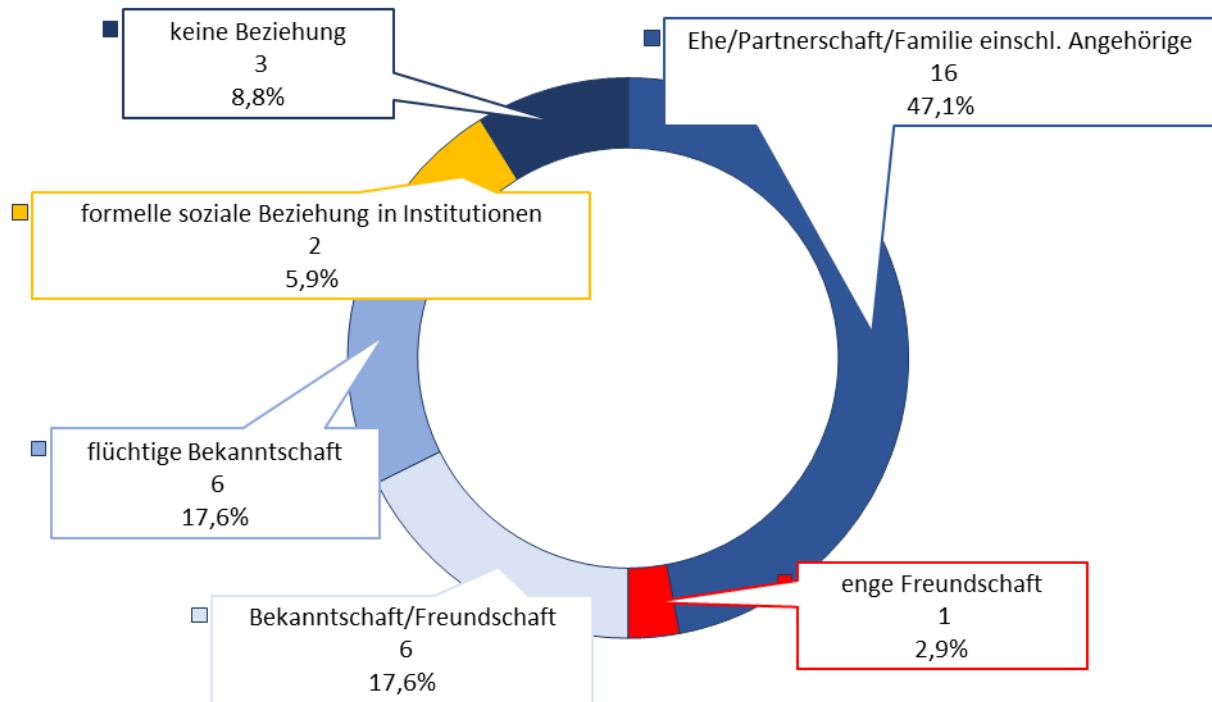 keine Beziehung
3
8,8%
Ehe/Partnerschaft/Familie einschl. Angehörige
16
47,1%
formelle soziale Beziehung in Institutionen
2
5,9%
flüchtige Bekanntschaft
6
17,6%
Bekanntschaft/Freundschaft
6
17,6%
enge Freundschaft
1
2,9%